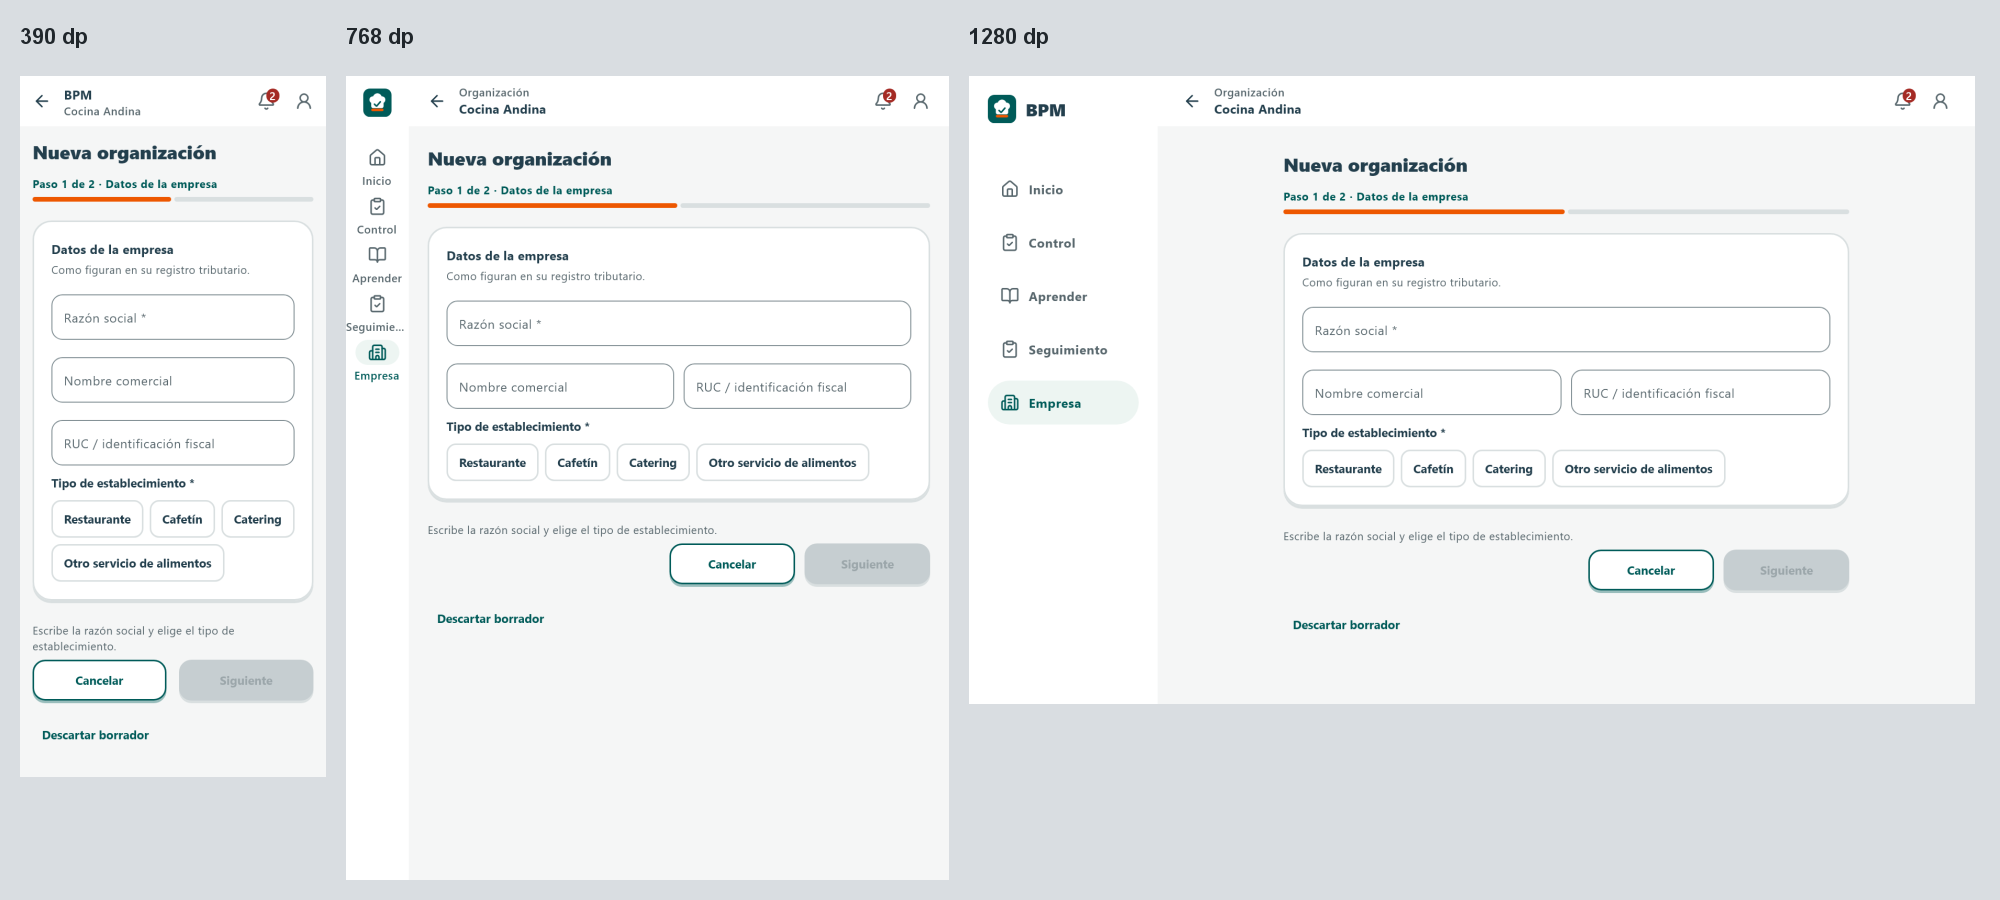 390 dp
BPM
Cocina Andina
2
Nueva organización
Paso 1 de 2 · Datos de la empresa
Datos de la empresa
Como figuran en su registro tributario.
Razón social *
Nombre comercial
RUC / identificación fiscal
Tipo de establecimiento *
Restaurante
Cafetín
Catering
Otro servicio de alimentos
Escribe la razón social y elige el tipo de
establecimiento.
Cancelar
Siguiente
Descartar borrador
768 dp
Inicio
Control
Aprender
Seguimie...
Empresa
Organización
Cocina Andina
2
Nueva organización
Paso 1 de 2 · Datos de la empresa
Datos de la empresa
Como figuran en su registro tributario.
Razón social *
Nombre comercial
RUC / identificación fiscal
Tipo de establecimiento *
Restaurante
Cafetín
Catering
Otro servicio de alimentos
Escribe la razón social y elige el tipo de establecimiento.
Cancelar
Siguiente
Descartar borrador
1280 dp
BPM
Inicio
Control
Aprender
Seguimiento
Empresa
Organización
Cocina Andina
2
Nueva organización
Paso 1 de 2 · Datos de la empresa
Datos de la empresa
Como figuran en su registro tributario.
Razón social *
Nombre comercial
RUC / identificación fiscal
Tipo de establecimiento *
Restaurante
Cafetín
Catering
Otro servicio de alimentos
Escribe la razón social y elige el tipo de establecimiento.
Cancelar
Siguiente
Descartar borrador